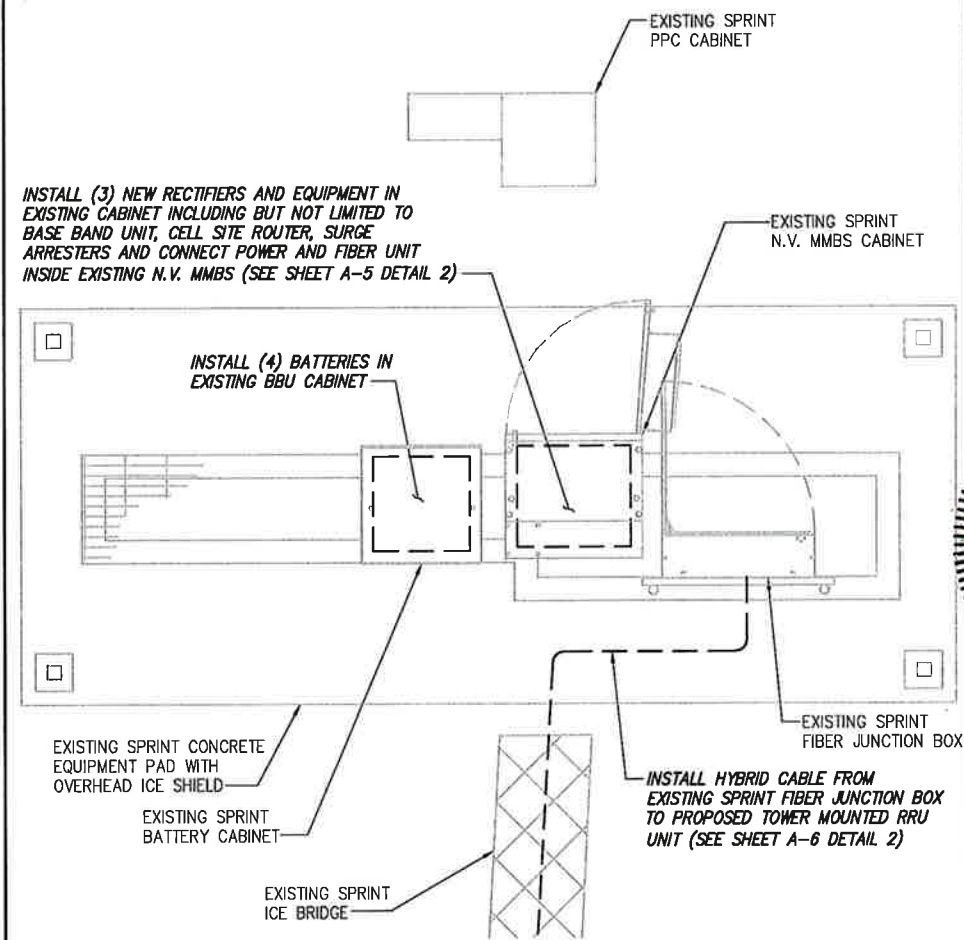 EXISTING SPRINT
PPC CABINET
INSTALL (3) NEW RECTIFIERS AND EQUIPMENT IN
EXISTING CABINET INCLUDING BUT NOT LIMITED TO
BASE BAND UNIT, CELL SITE ROUTER, SURGE
ARRESTERS AND CONNECT POWER AND FIBER UNIT
INSIDE EXISTING N.V. MMBS (SEE SHEET A-5 DETAIL 2)
EXISTING SPRINT
N.V. MMBS CABINET
INSTALL (4) BATTERIES IN
EXISTING BBU CABINET
EXISTING SPRINT CONCRETE
EQUIPMENT PAD WITH
OVERHEAD ICE SHIELD
EXISTING SPRINT
FIBER JUNCTION BOX
EXISTING SPRINT
BATTERY CABINET
INSTALL HYBRID CABLE FROM
EXISTING SPRINT FIBER JUNCTION BOX
TO PROPOSED TOWER MOUNTED RRU
UNIT (SEE SHEET A-6 DETAIL 2)
EXISTING SPRINT
ICE BRIDGE